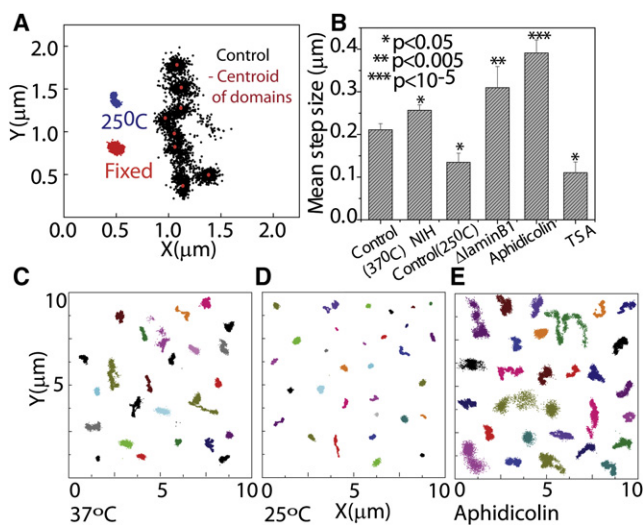 A
Y(μm)
2.0
1.5
1.0
0.5
0.0
0.5
1.0
1.5
2.0
X(μm)
Control
- Centroid
of domains
25⁰C
Fixed
B
Mean step size (μm)
0.4
0.3
0.2
0.1
0.0
* p<0.05
** p<0.005
*** p<10⁻⁵
*
*
**
***
*
Control
(37⁰C)
NIH
Control(25⁰C)
ΔlaminB1
Aphidicolin
TSA
C
Y(μm)
10
5
0
5
10
37ºC
D
0
5
10
25ºC
X(μm)
E
0
5
10
Aphidicolin